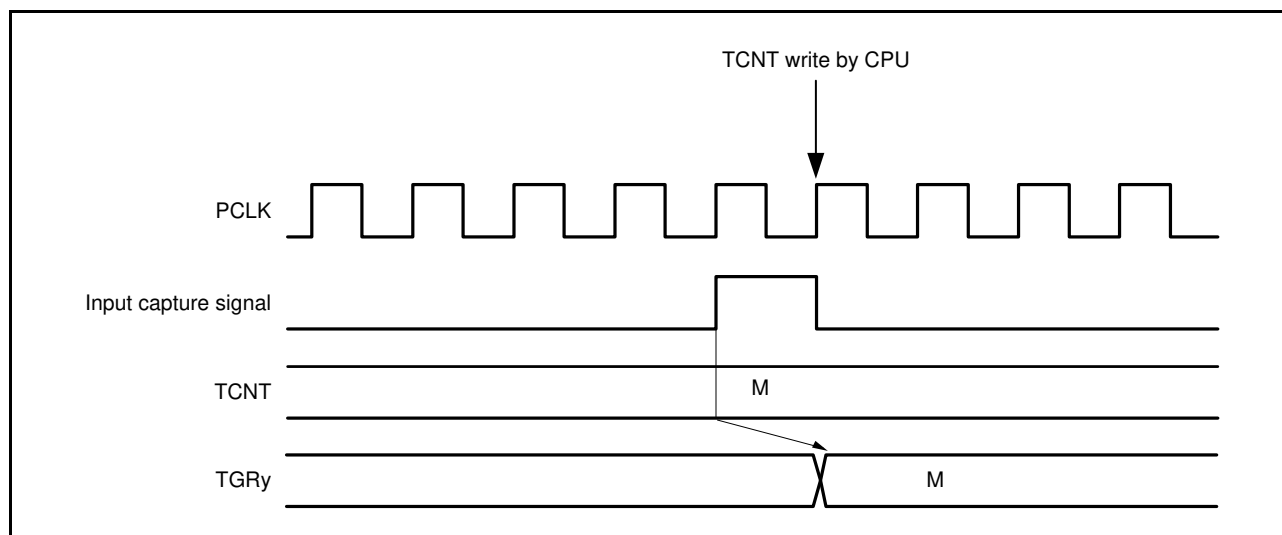 TCNT write by CPU
PCLK
Input capture signal
TCNT
M
TGRy
M